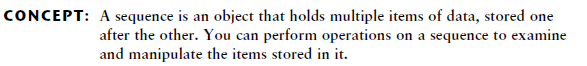 CONCEPT: A sequence is an object that holds multiple items of data, stored one
after the other. You can perform operations on a sequence to examine
and manipulate the items stored in it.